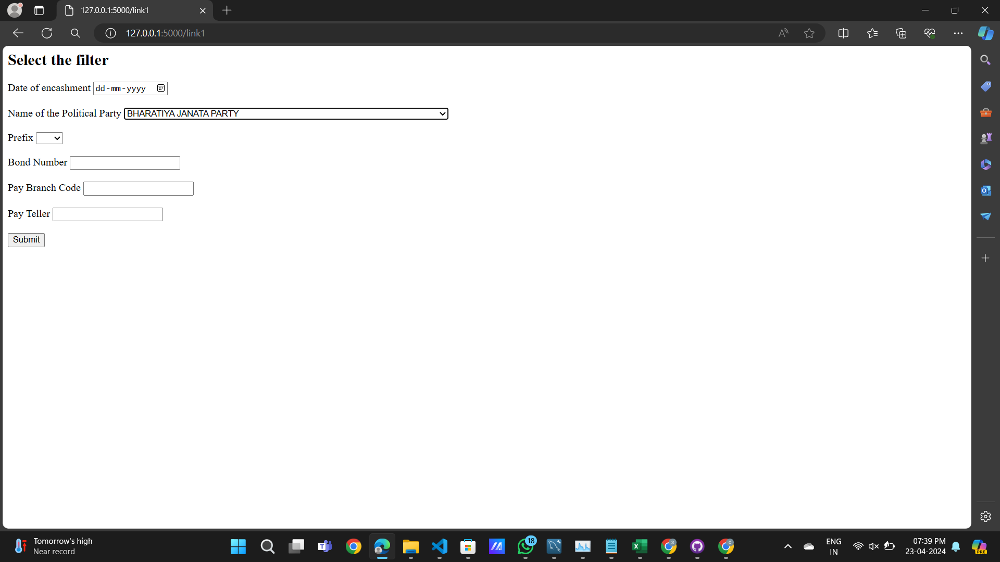 127.0.0.1:5000/link1
127.0.0.1:5000/link1
Select the filter
Date of encashment dd-mm-yyyy
Name of the Political Party BHARATIYA JANATA PARTY
Prefix
Bond Number
Pay Branch Code
Pay Teller
Submit
Tomorrow's high
Near record
18
S
C
ENG
IN
07:39 PM
23-04-2024
PRE